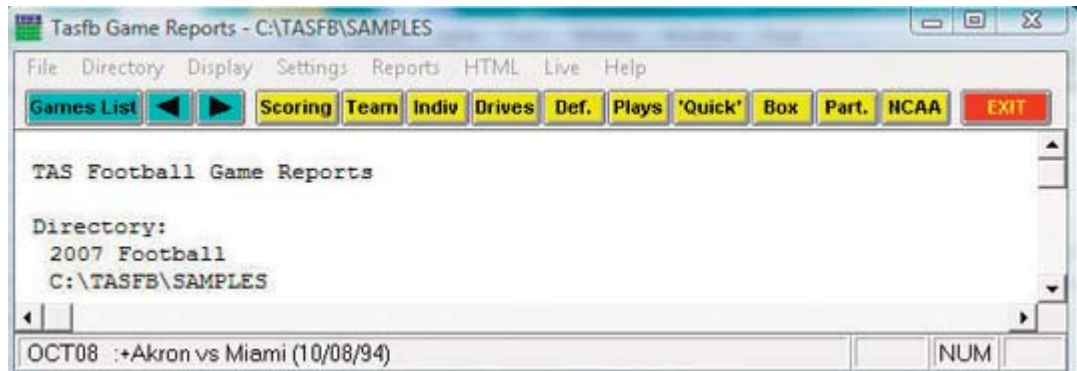 Tasfb Game Reports - C:\TASFB\SAMPLES
File Directory Display Settings Reports HTML Live Help
Games List Scoring Team Indiv Drives Def. Plays 'Quick' Box Part. NCAA EXIT
TAS Football Game Reports
Directory:
2007 Football
C:\TASFB\SAMPLES
OCT08 :+Akron vs Miami (10/08/94) NUM